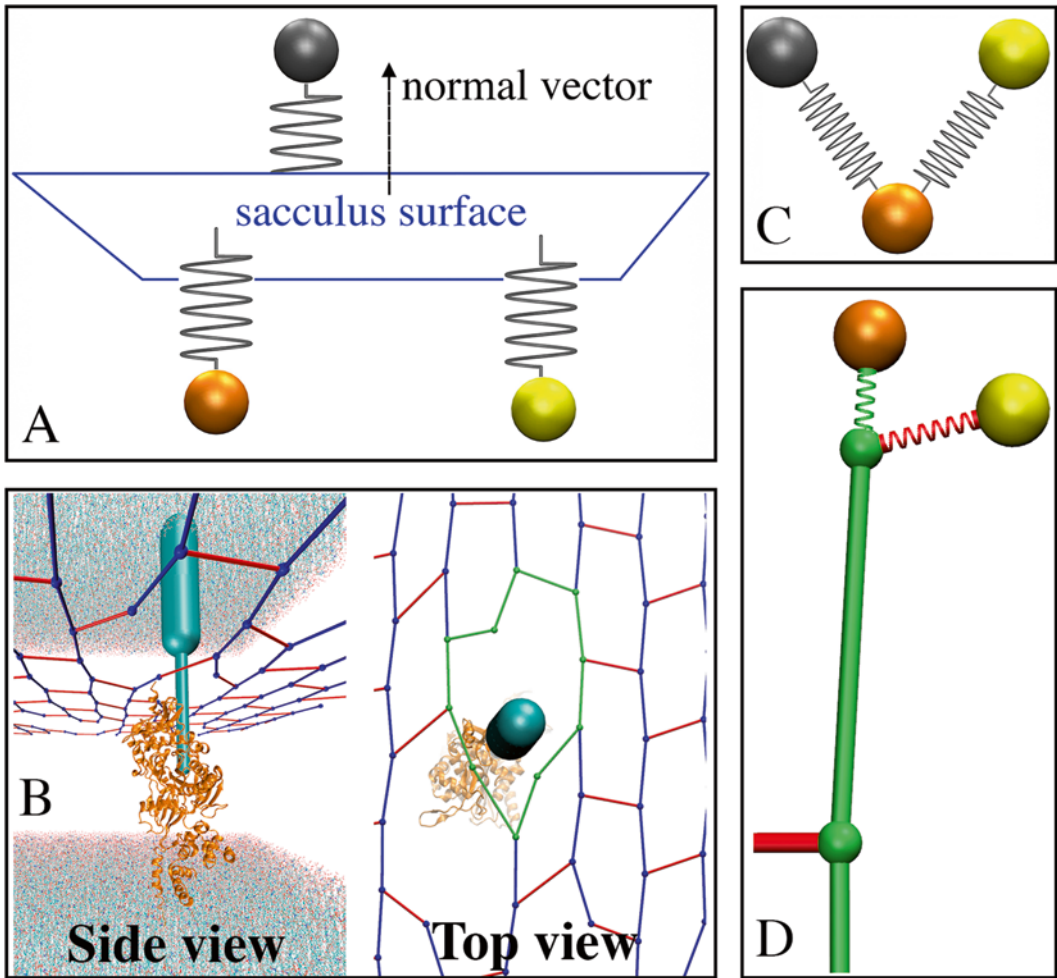 normal vector
sacculus surface
A
C
B
Side view
Top view
D